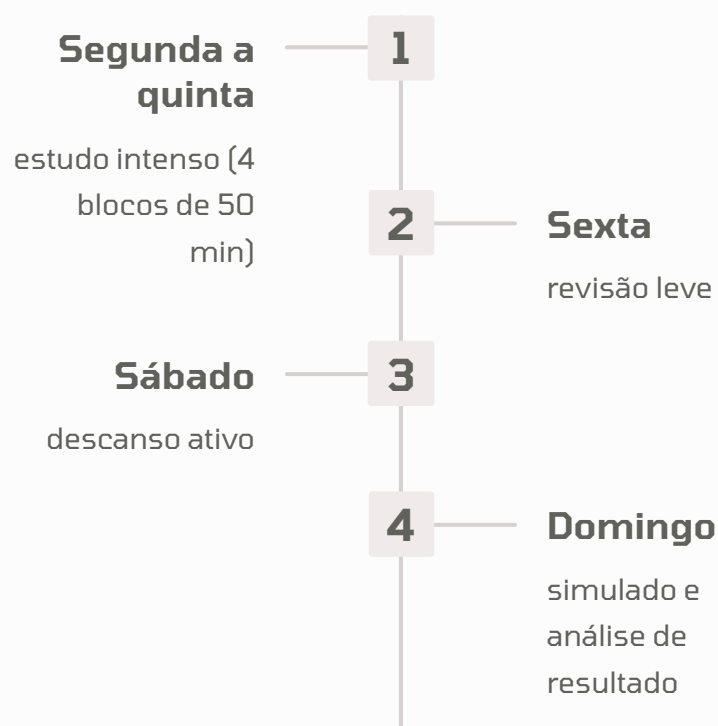 1
Segunda a
quinta
estudo intenso (4
blocos de 50
min)
2
Sexta
revisão leve
3
Sábado
descanso ativo
4
Domingo
simulado e
análise de
resultado